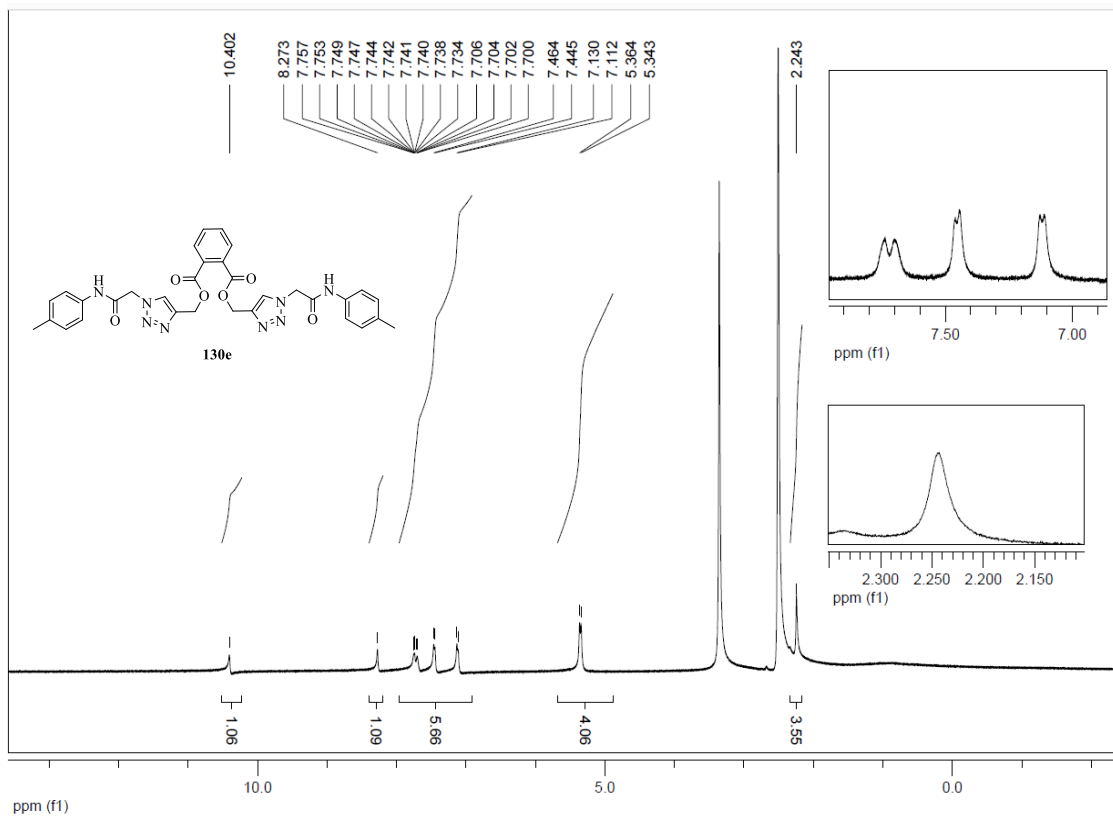 10.402
8.273
7.757
7.753
7.749
7.747
7.744
7.742
7.741
7.740
7.738
7.734
7.706
7.704
7.702
7.700
7.464
7.445
7.130
7.112
5.364
5.343
2.243
7.50 7.00
ppm (f1)
O O
H H
N O O N
N N
O O
N N N N
130e
2.300 2.250 2.200 2.150
ppm (f1)
1.06
1.09
5.66
4.06
3.55
10.0 5.0 0.0
ppm (f1)